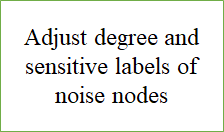 Adjust degree and
sensitive labels of
noise nodes